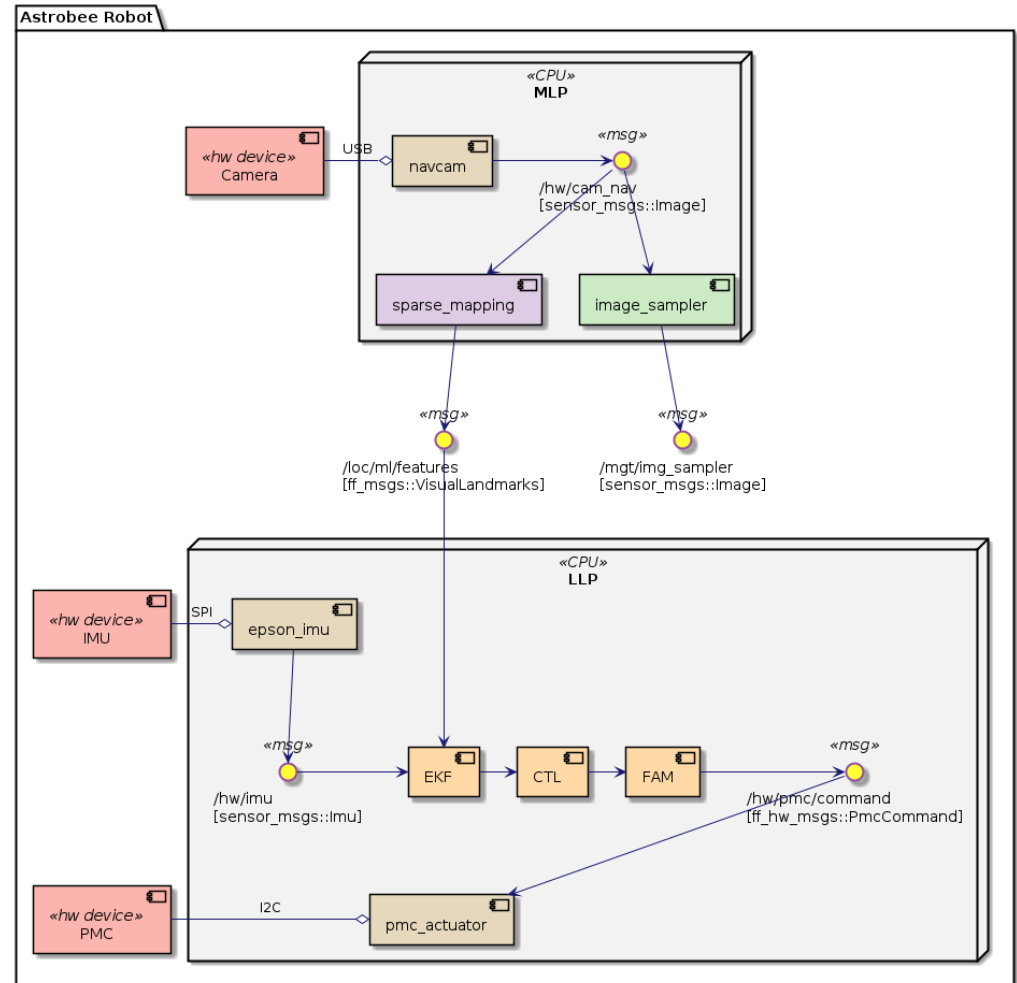 Astrobee Robot
«CPU»
MLP
«hw device»
Camera
USB
navcam
«msg»
/hw/cam_nav
[sensor_msgs::Image]
sparse_mapping
image_sampler
«msg»
/loc/ml/features
[ff_msgs::VisualLandmarks]
«msg»
/mgt/img_sampler
[sensor_msgs::Image]
«CPU»
LLP
«hw device»
IMU
SPI
epson_imu
«msg»
/hw/imu
[sensor_msgs::Imu]
EKF
CTL
FAM
«msg»
/hw/pmc/command
[ff_hw_msgs::PmcCommand]
«hw device»
PMC
I2C
pmc_actuator